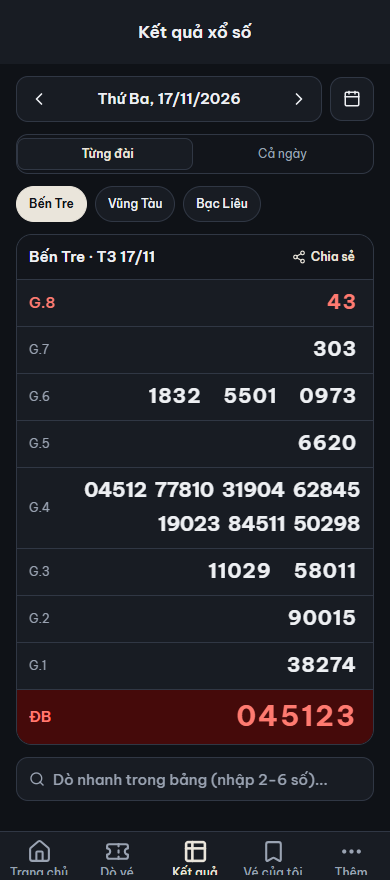 Kết quả xổ số
Thứ Ba, 17/11/2026
Từng đài Cả ngày
Bến Tre Vũng Tàu Bạc Liêu
Bến Tre · T3 17/11 Chia sẻ
G.8 43
G.7 303
G.6 1832 5501 0973
G.5 6620
G.4 04512 77810 31904 62845
19023 84511 50298
G.3 11029 58011
G.2 90015
G.1 38274
ĐB 045123
Dò nhanh trong bảng (nhập 2-6 số)...
Trang chủ Dò vé Kết quả Vé của tôi Thêm